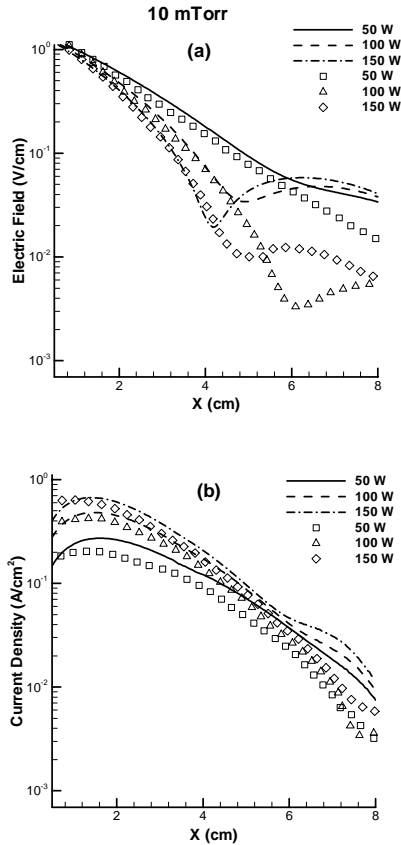 10 mTorr
(a)
50 W
100 W
150 W
50 W
100 W
150 W
10⁰
10⁻¹
10⁻²
10⁻³
Electric Field (V/cm)
2
4
6
8
X (cm)
(b)
50 W
100 W
150 W
50 W
100 W
150 W
10⁰
10⁻¹
10⁻²
10⁻³
Current Density (A/cm²)
2
4
6
8
X (cm)